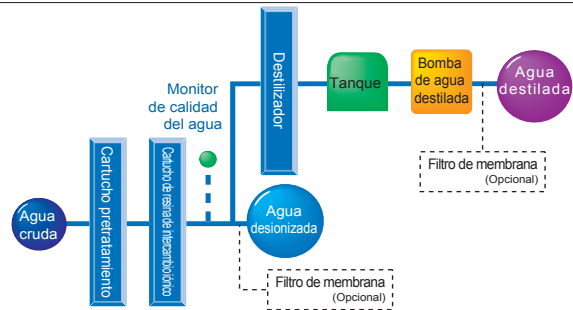 Agua
cruda
Cartucho pretratamiento
Cartucho de resina de intercambio iónico
Monitor
de calidad
del agua
Agua
desionizada
Filtro de membrana
(Opcional)
Destilizador
Tanque
Bomba
de agua
destilada
Agua
destilada
Filtro de membrana
(Opcional)